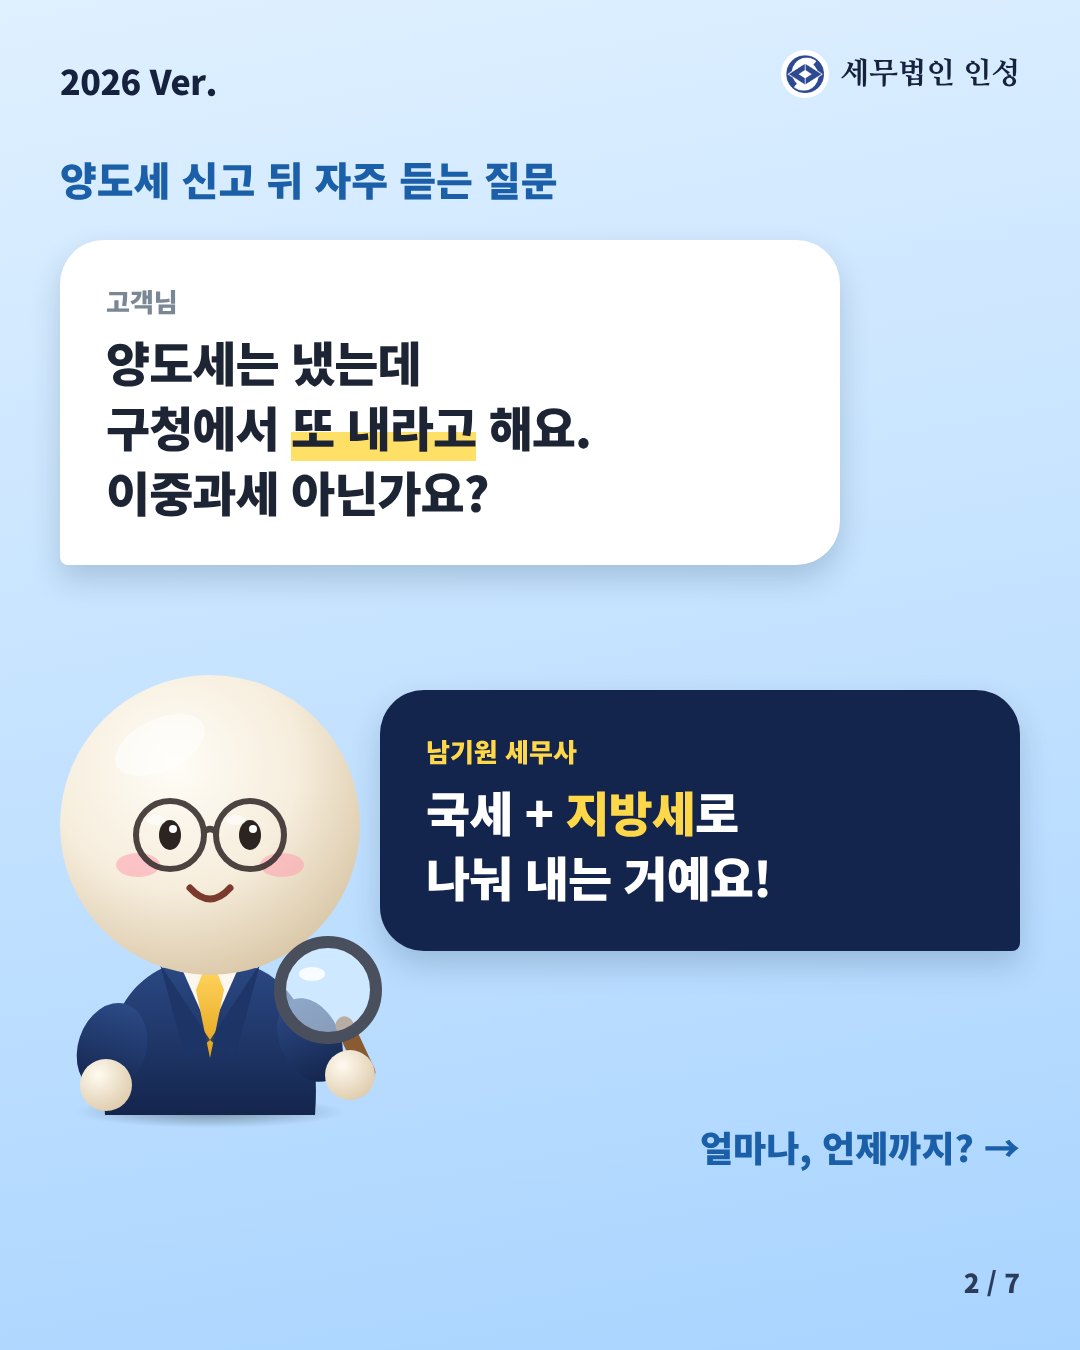 2026 Ver.
세무법인 인성
양도세 신고 뒤 자주 듣는 질문
고객님
양도세는 냈는데
구청에서 또 내라고 해요.
이중과세 아닌가요?
남기원 세무사
국세 + 지방세로
나눠 내는 거예요!
얼마나, 언제까지? →
2 / 7